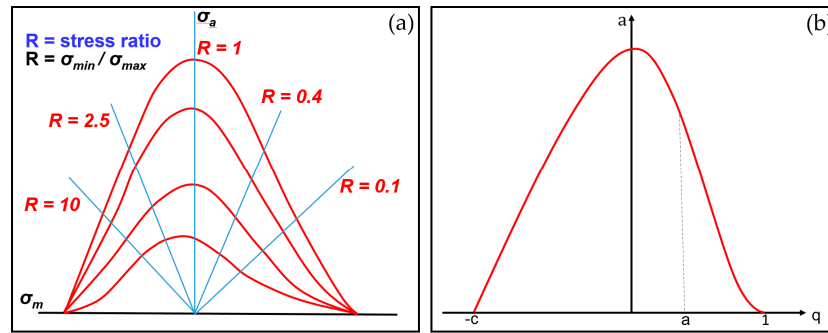 (a)
σa
R = stress ratio
R = σmin / σmax
R = 1
R = 0.4
R = 2.5
R = 0.1
R = 10
σm
(b)
a
-c
a
1
q